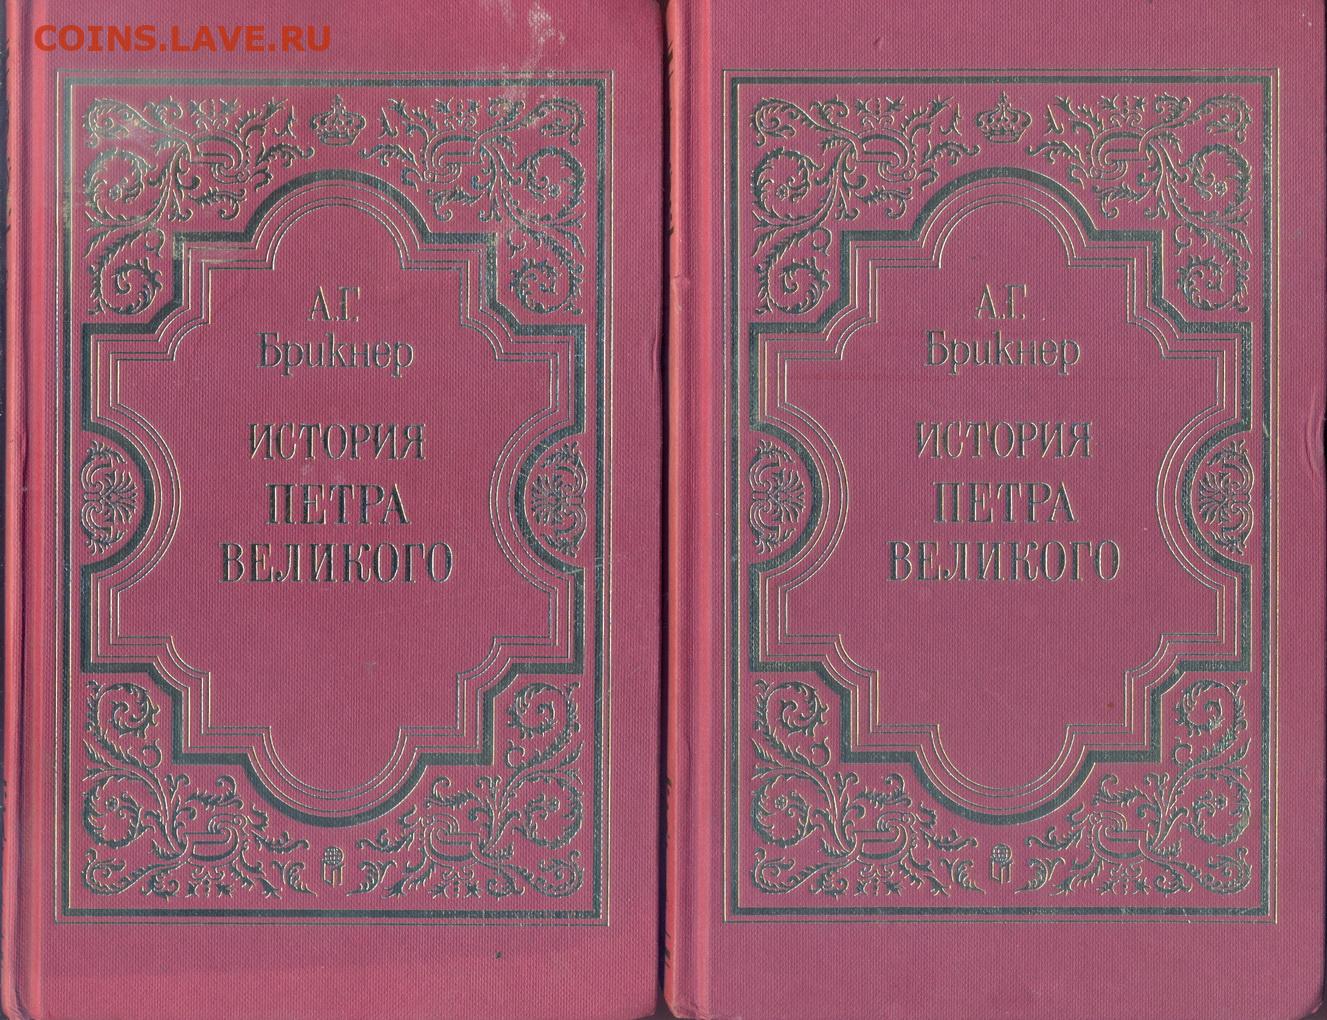 COINS.LAVE.RU
А.Г.
Брикнер
ИСТОРИЯ
ПЕТРА
ВЕЛИКОГО
А.Г.
Брикнер
ИСТОРИЯ
ПЕТРА
ВЕЛИКОГО